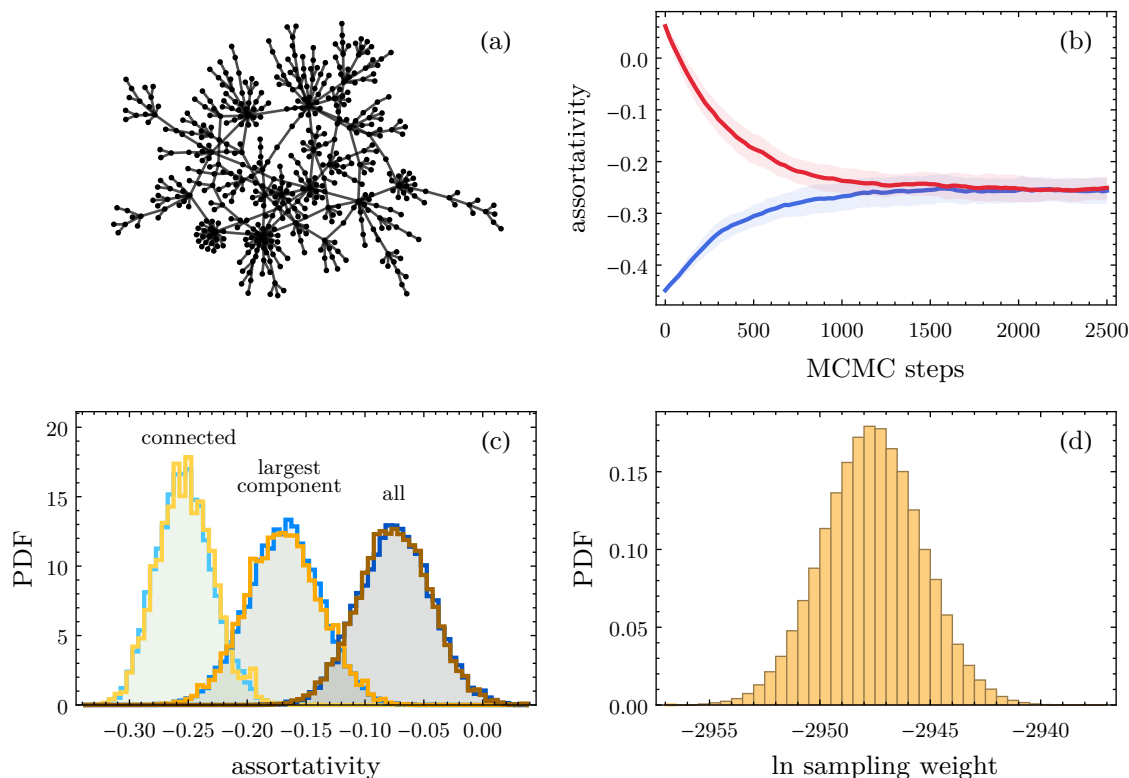 (a)
(b)
assortativity
0.0
−0.1
−0.2
−0.3
−0.4
0
500
1000
1500
2000
2500
MCMC steps
(c)
PDF
20
15
10
5
0
connected
largest
component
all
−0.30
−0.25
−0.20
−0.15
−0.10
−0.05
0.00
assortativity
(d)
PDF
0.15
0.10
0.05
0.00
−2955
−2950
−2945
−2940
ln sampling weight